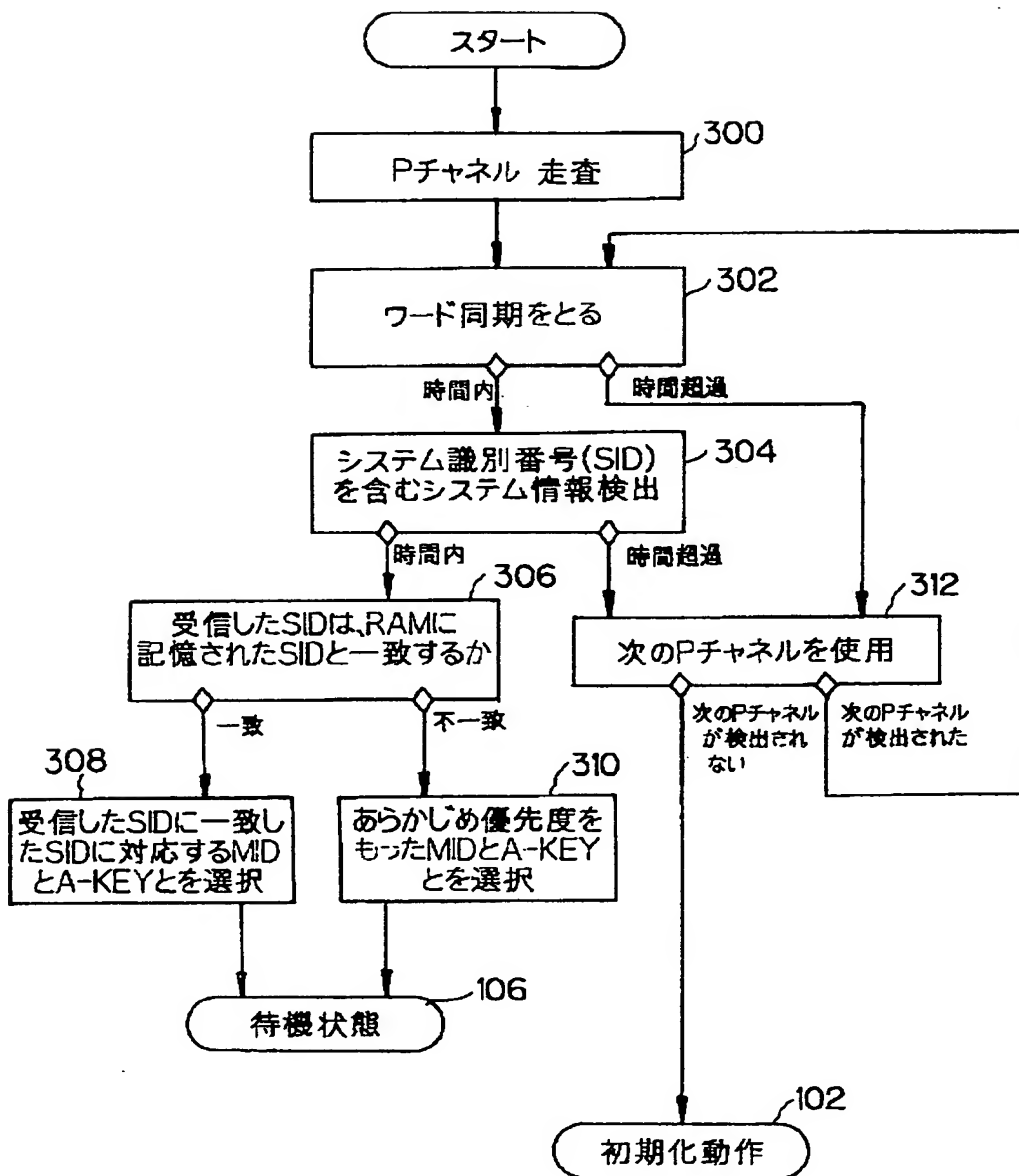 スタート
300
Pチャネル 走査
302
ワード同期をとる
時間内
時間超過
304
システム識別番号(SID)
を含むシステム情報検出
時間内
時間超過
306
受信したSIDは、RAMに
記憶されたSIDと一致するか
312
次のPチャネルを使用
一致
不一致
次のPチャネル
が検出され
ない
次のPチャネル
が検出された
308
受信したSIDに一致し
たSIDに対応するMID
とA-KEYとを選択
310
あらかじめ優先度を
もったMIDとA-KEY
とを選択
106
待機状態
102
初期化動作